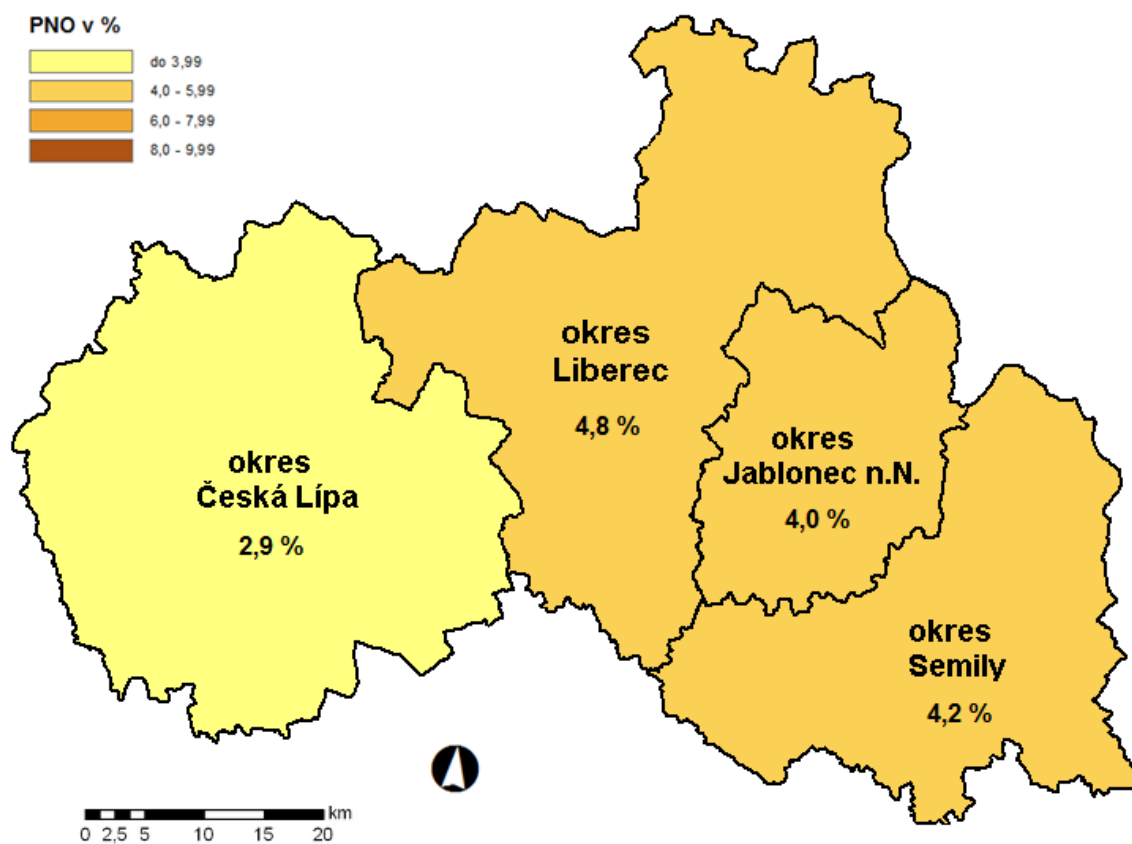 PNO v %
do 3,99
4,0 - 5,99
6,0 - 7,99
8,0 - 9,99
okres
Liberec
4,8 %
okres
Jablonec n.N.
4,0 %
okres
Česká Lípa
2,9 %
okres
Semily
4,2 %
km
0 2,5 5 10 15 20